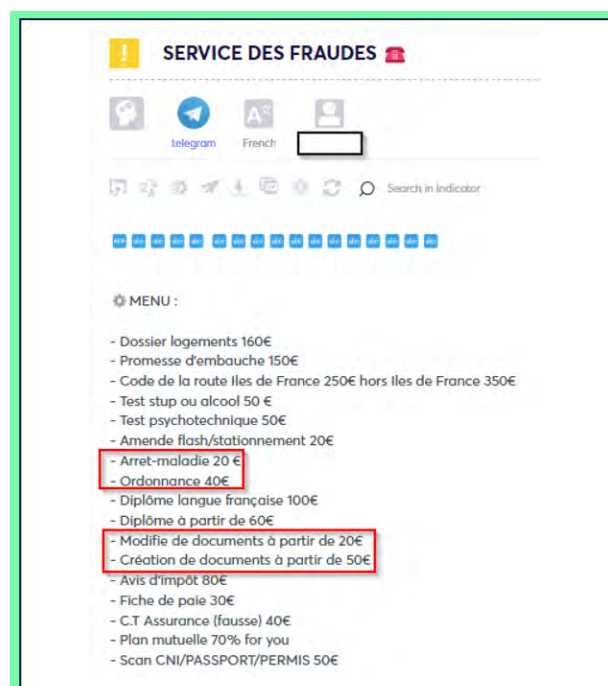 SERVICE DES FRAUDES
telegram
French
Search in Indicator
MENU :
- Dossier logements 160€
- Promesse d'embauche 150€
- Code de la route Iles de France 250€ hors Iles de France 350€
- Test stup ou alcool 50 €
- Test psychotechnique 50€
- Amende flash/stationnement 20€
- Arret-maladie 20 €
- Ordonnance 40€
- Diplôme langue française 100€
- Diplôme à partir de 60€
- Modifie de documents à partir de 20€
- Création de documents à partir de 50€
- Avis d'impôt 80€
- Fiche de paie 30€
- C.T Assurance (fausse) 40€
- Plan mutuelle 70% for you
- Scan CNI/PASSPORT/PERMIS 50€